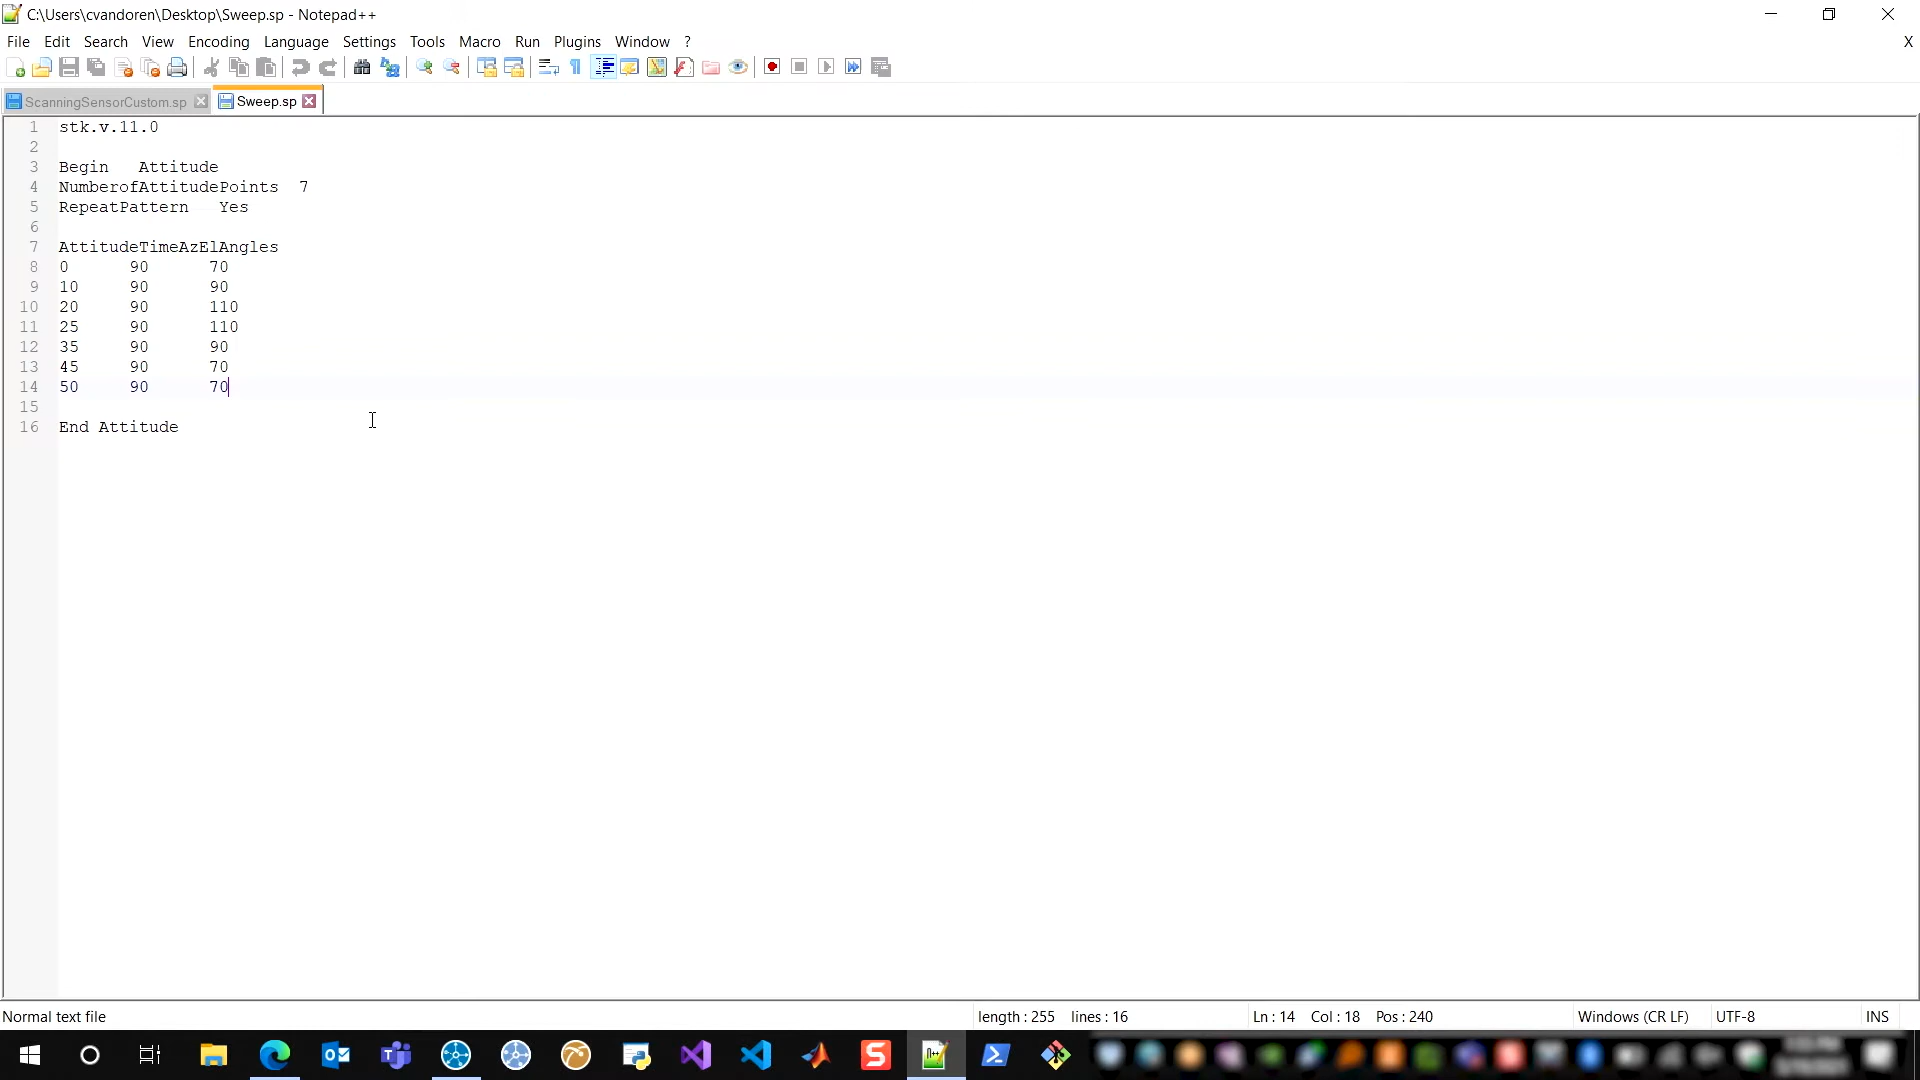 C:\Users\cvandoren\Desktop\Sweep.sp - Notepad++
File Edit Search View Encoding Language Settings Tools Macro Run Plugins Window ? X
ScanningSensorCustom.sp Sweep.sp
1 stk.v.11.0
2
3 Begin Attitude
4 NumberofAttitudePoints 7
5 RepeatPattern Yes
6
7 AttitudeTimeAzElAngles
8 0 90 70
9 10 90 90
10 20 90 110
11 25 90 110
12 35 90 90
13 45 90 70
14 50 90 70
15
16 End Attitude
Normal text file length : 255 lines : 16 Ln : 14 Col : 18 Pos : 240 Windows (CR LF) UTF-8 INS